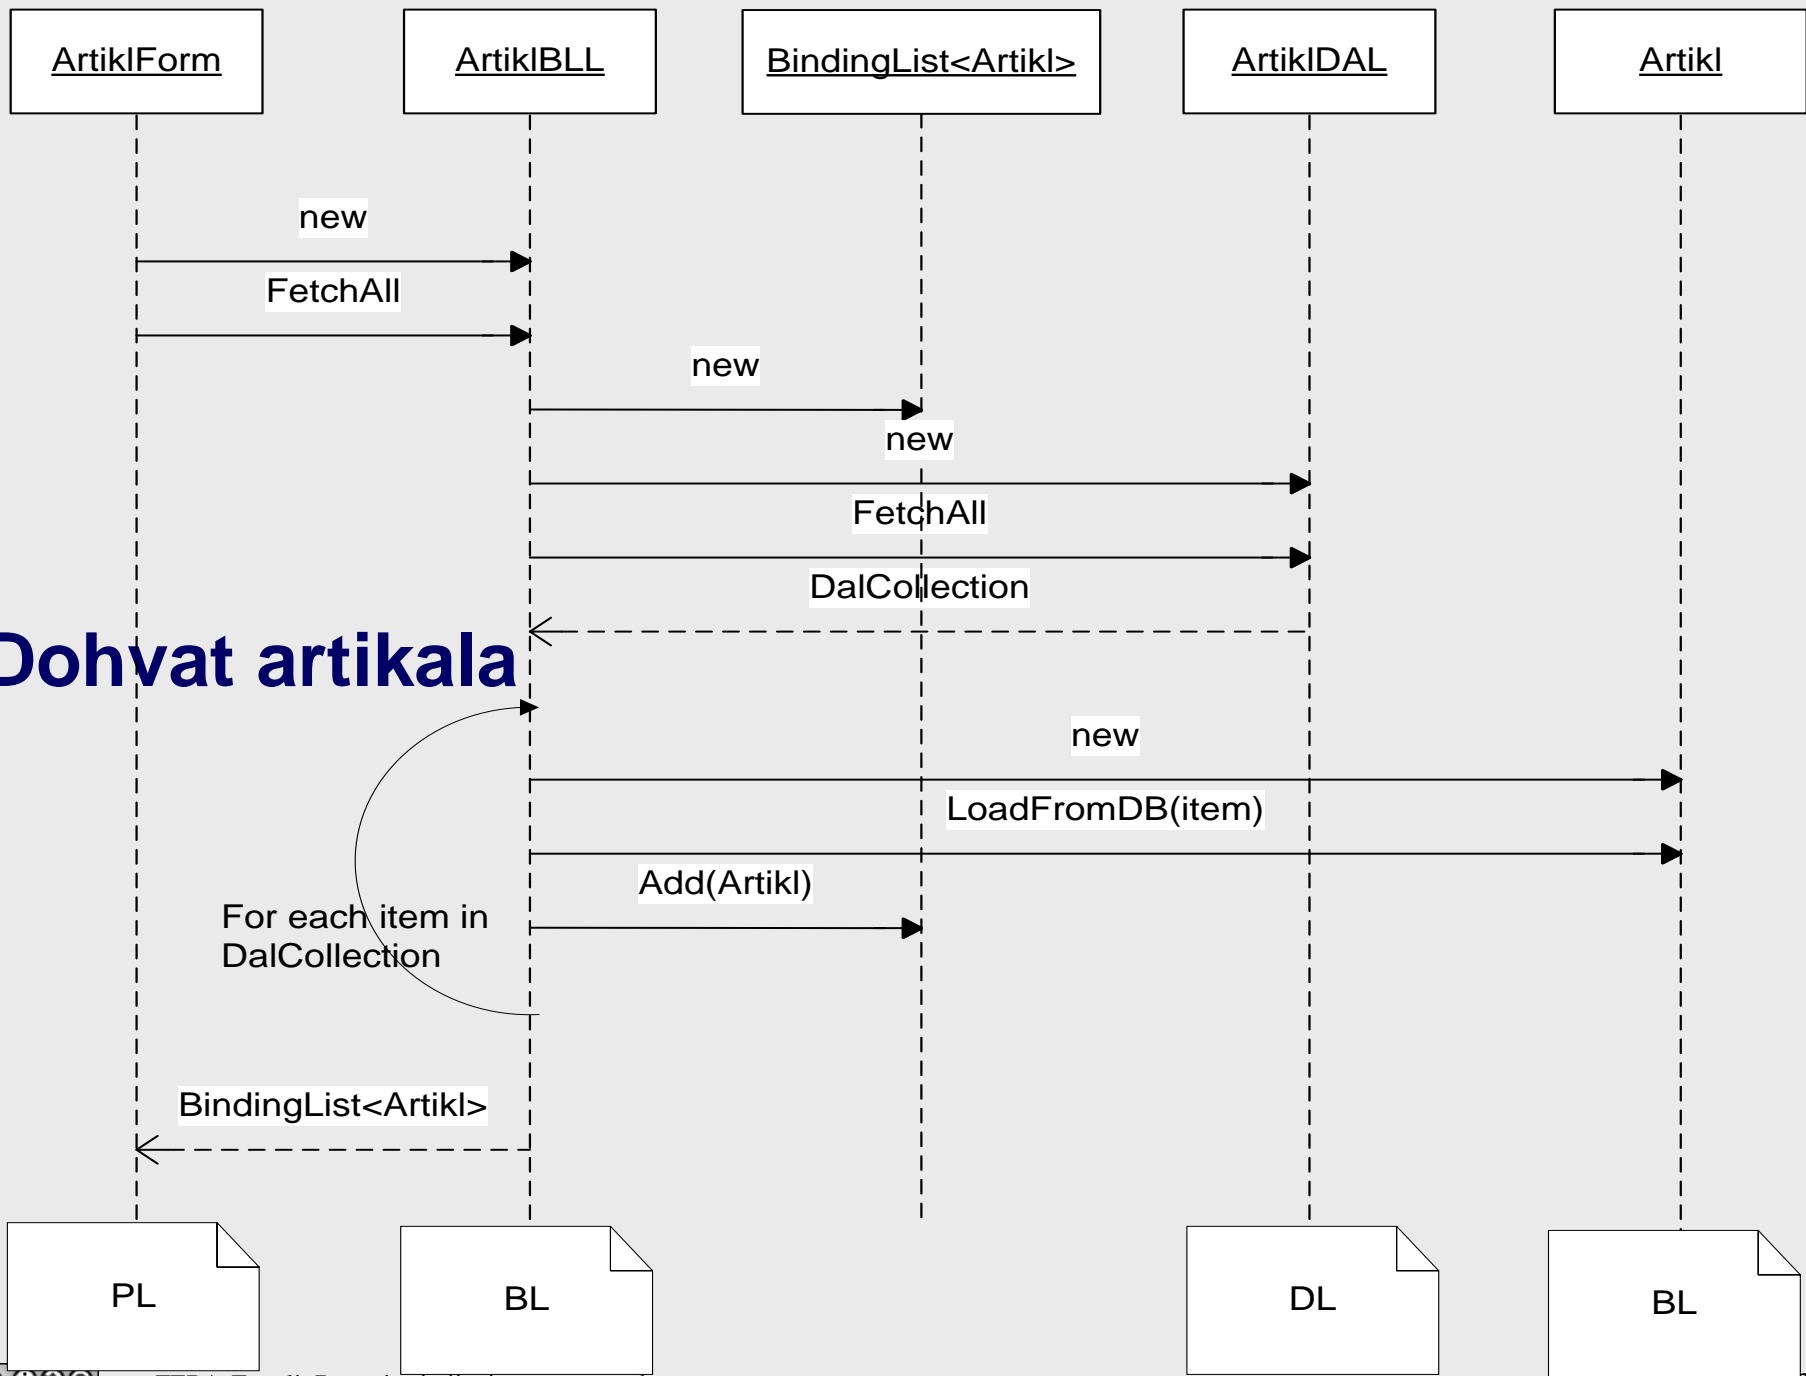 ArtiklForm
ArtiklBLL
BindingList<Artikl>
ArtiklDAL
Artikl
new
FetchAll
new
new
FetchAll
DalCollection
Dohvat artikala
new
LoadFromDB(item)
Add(Artikl)
For each item in
DalCollection
BindingList<Artikl>
PL
BL
DL
BL